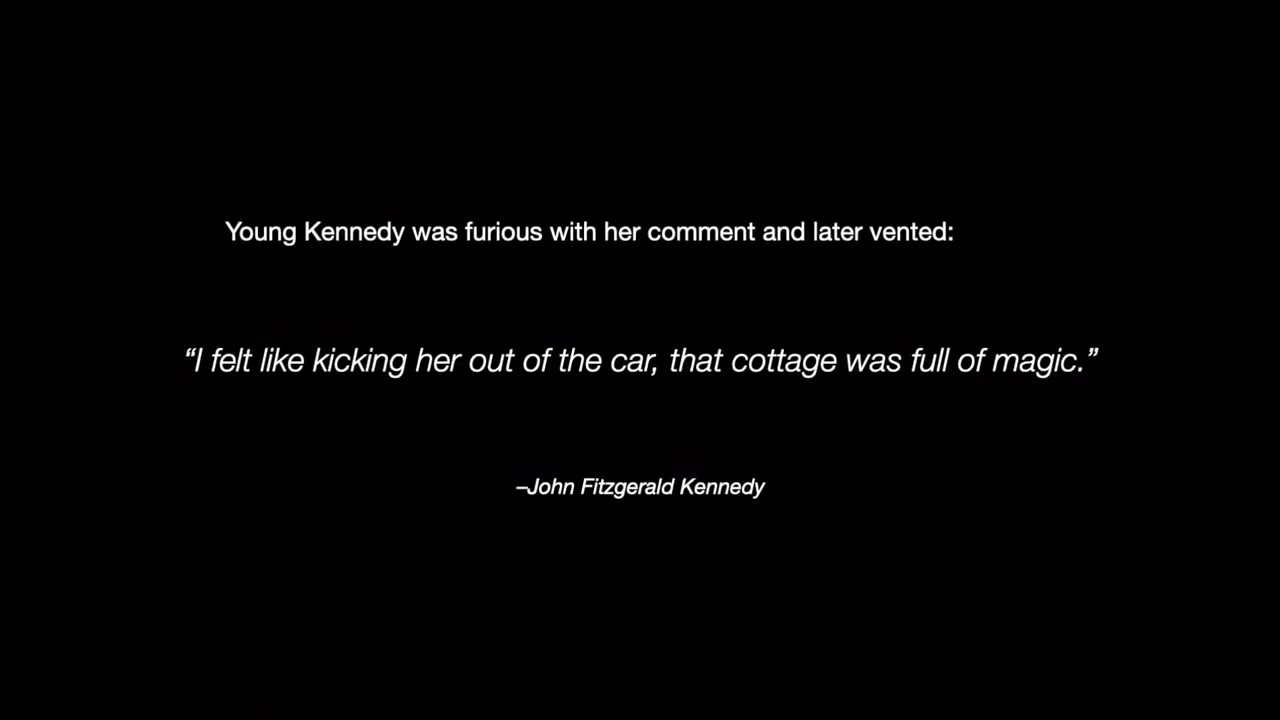 Young Kennedy was furious with her comment and later vented:
“I felt like kicking her out of the car, that cottage was full of magic.”
–John Fitzgerald Kennedy